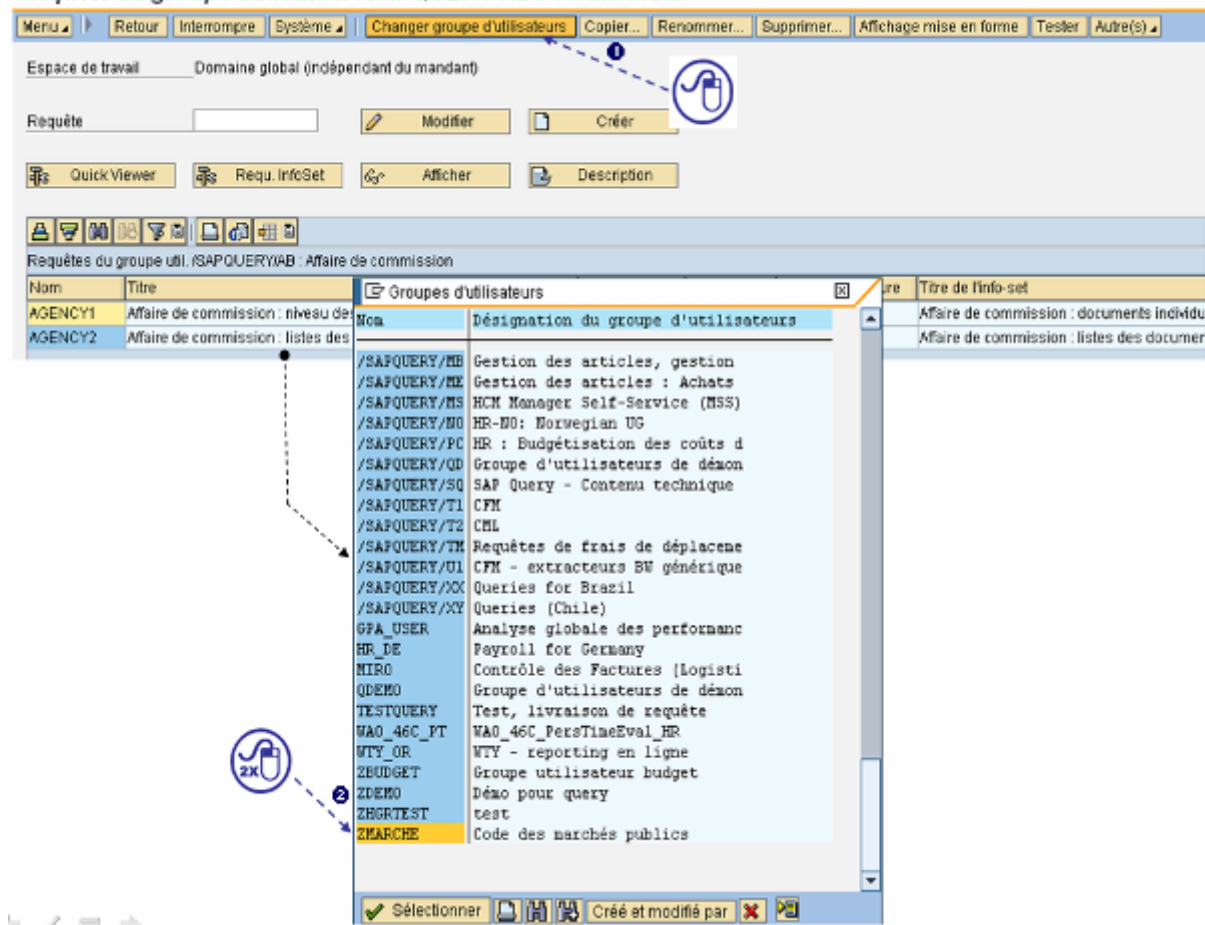 Menu Retour Interrompre Système Changer groupe d'utilisateurs Copier... Renommer... Supprimer... Affichage mise en forme Tester Autre(s)
1
Espace de travail Domaine global (indépendant du mandant)
Requête Modifier Créer
QuickViewer Requ. InfoSet Afficher Description
Requêtes du groupe util. /SAPQUERY/AB : Affaire de commission
Nom Titre ure Titre de l'info-set
AGENCY1 Affaire de commission : niveau des Affaire de commission : documents individu
AGENCY2 Affaire de commission : listes des Affaire de commission : listes des documen
Groupes d'utilisateurs
Nom Désignation du groupe d'utilisateurs
/SAPQUERY/MB Gestion des articles, gestion
/SAPQUERY/ME Gestion des articles : Achats
/SAPQUERY/MS HCM Manager Self-Service (MSS)
/SAPQUERY/NO HR-NO: Norwegian UG
/SAPQUERY/PC HR : Budgétisation des coûts d
/SAPQUERY/QD Groupe d'utilisateurs de démon
/SAPQUERY/SQ SAP Query - Contenu technique
/SAPQUERY/T1 CFM
/SAPQUERY/T2 CML
/SAPQUERY/TM Requêtes de frais de déplaceme
/SAPQUERY/U1 CFM - extracteurs BW générique
/SAPQUERY/XX Queries for Brazil
/SAPQUERY/XY Queries (Chile)
GPA_USER Analyse globale des performanc
HR_DE Payroll for Germany
MIRO Contrôle des Factures (Logisti
QDEMO Groupe d'utilisateurs de démon
TESTQUERY Test, livraison de requête
WAO_46C_PT WAO_46C_PersTimeEval_HR
WTY_OR WTY - reporting en ligne
ZBUDGET Groupe utilisateur budget
2X
2 ZDEMO Démo pour query
ZHGRTEST test
ZMARCHE Code des marchés publics
Sélectionner Créé et modifié par